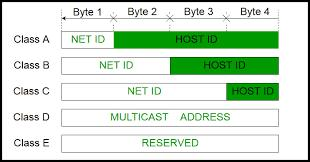 Byte 1 Byte 2 Byte 3 Byte 4
Class A NET ID HOST ID
Class B NET ID HOST ID
Class C NET ID HOST ID
Class D MULTICAST ADDRESS
Class E RESERVED